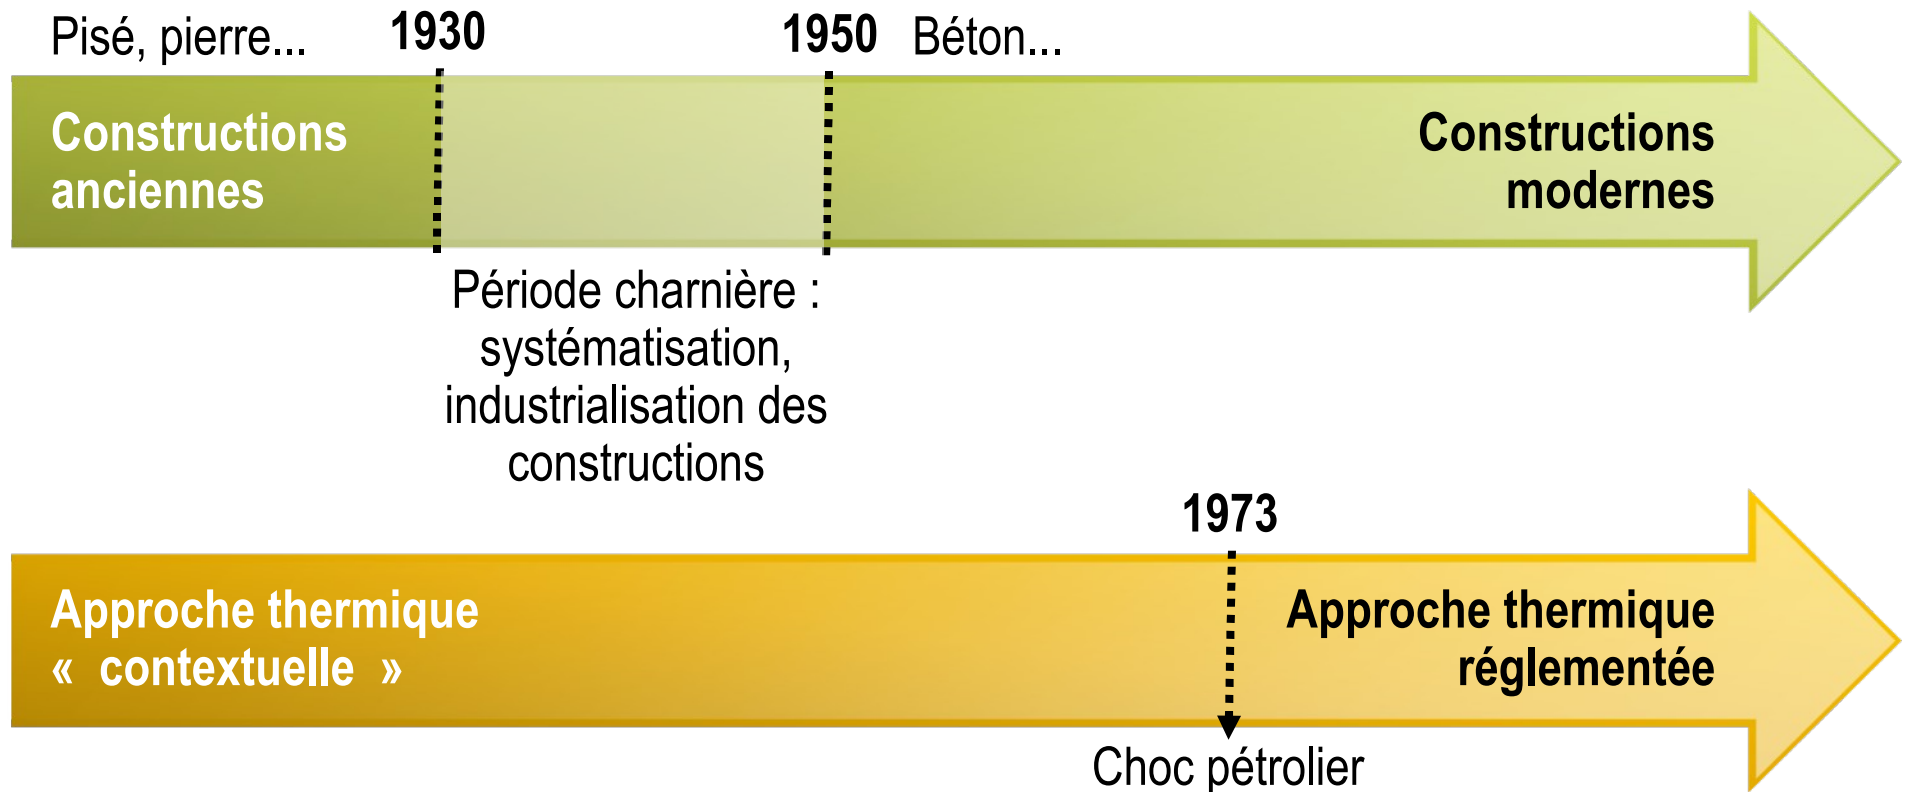 Pisé, pierre... 1930 1950 Béton...
Constructions
anciennes
Constructions
modernes
Période charnière :
systématisation,
industrialisation des
constructions
1973
Approche thermique
« contextuelle »
Approche thermique
réglementée
Choc pétrolier